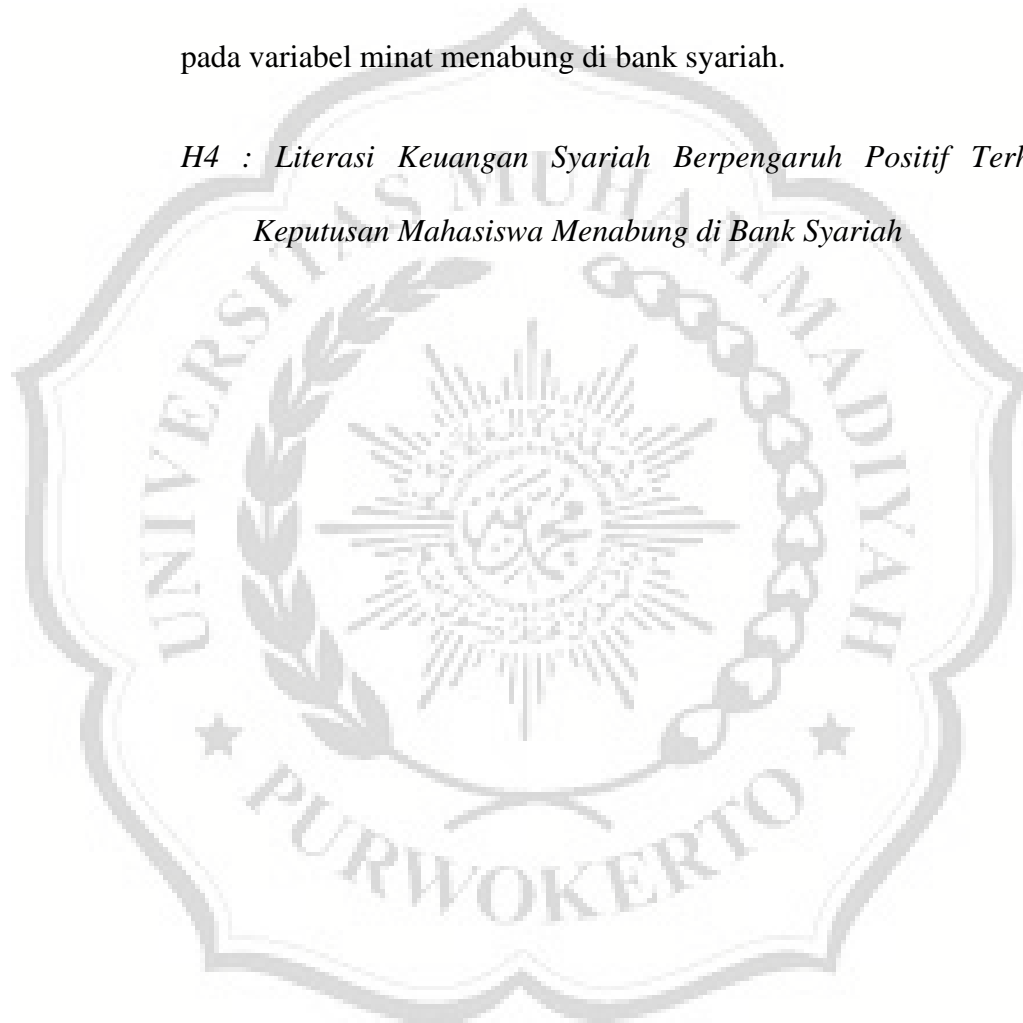 pada variabel minat menabung di bank syariah.
H4 : Literasi Keuangan Syariah Berpengaruh Positif Terh
Keputusan Mahasiswa Menabung di Bank Syariah
UNIVERSITAS MUHAMMADIYAH
PURWOKERTO